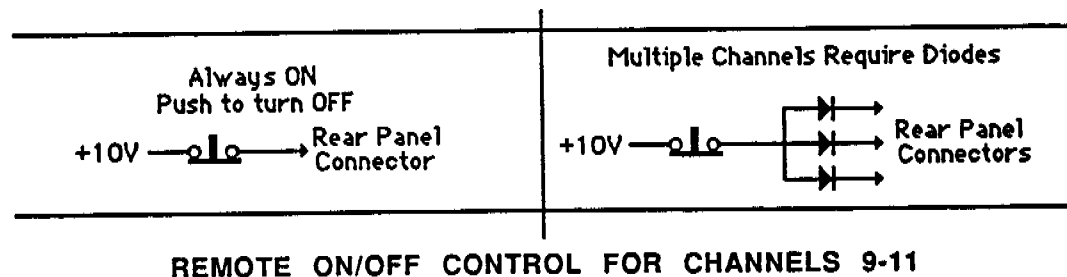 Always ON
Push to turn OFF
+10V
Rear Panel
Connector
Multiple Channels Require Diodes
+10V
Rear Panel
Connectors
REMOTE ON/OFF CONTROL FOR CHANNELS 9-11